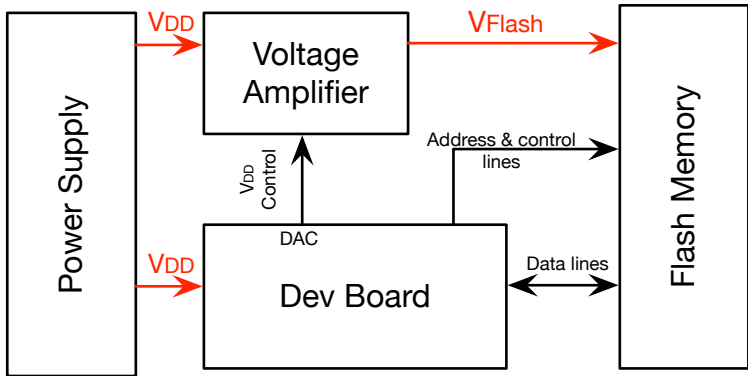 VDD
Voltage
Amplifier
VFlash
Power Supply
VDD
Control
Address & control
lines
Flash Memory
DAC
VDD
Dev Board
Data lines